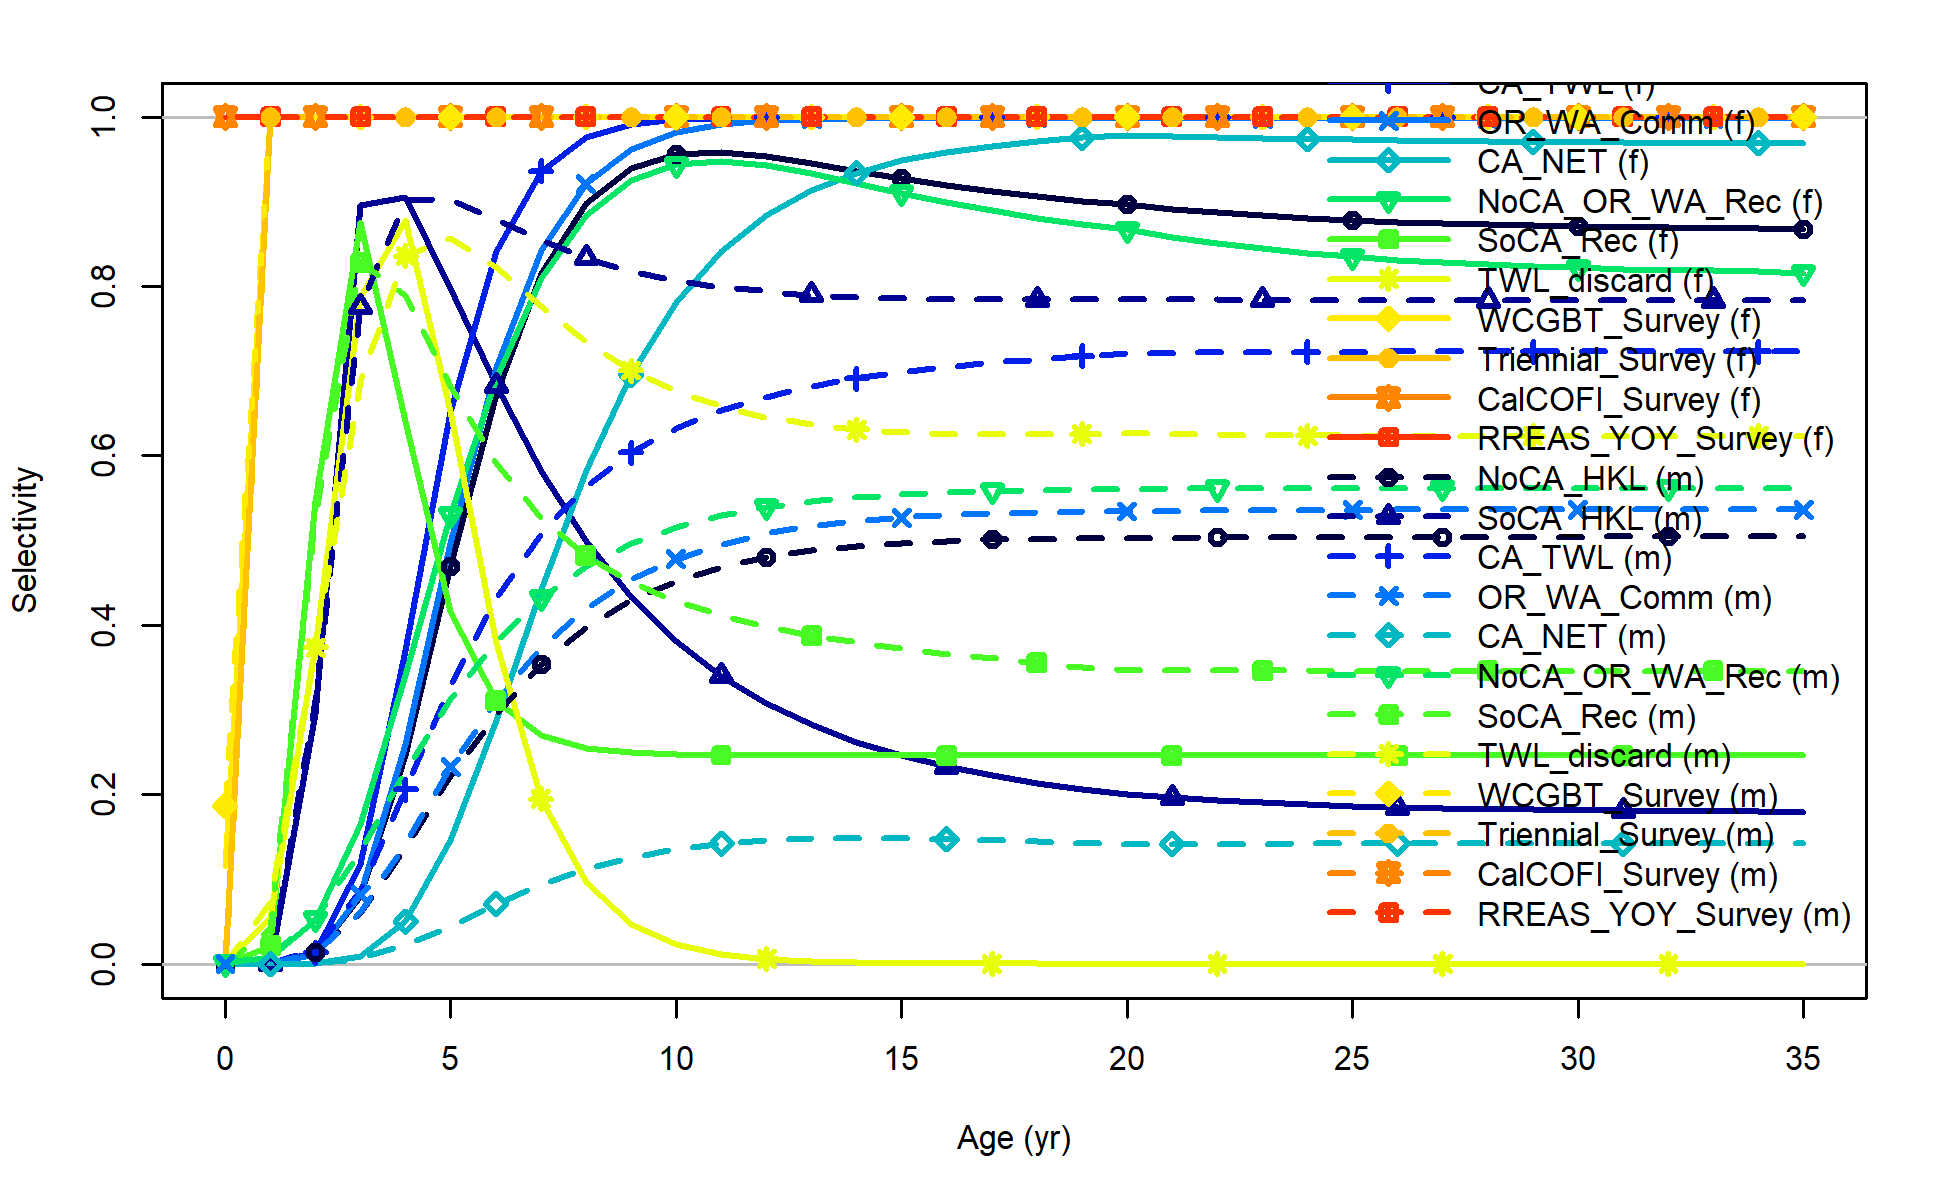 1.0
0.8
0.6
0.4
0.2
0.0
Selectivity
0 5 10 15 20 25 30 35
Age (yr)
CA_TWL (f)
OR_WA_Comm (f)
CA_NET (f)
NoCA_OR_WA_Rec (f)
SoCA_Rec (f)
TWL_discard (f)
WCGBT_Survey (f)
Triennial_Survey (f)
CalCOFI_Survey (f)
RREAS_YOY_Survey (f)
NoCA_HKL (m)
SoCA_HKL (m)
CA_TWL (m)
OR_WA_Comm (m)
CA_NET (m)
NoCA_OR_WA_Rec (m)
SoCA_Rec (m)
TWL_discard (m)
WCGBT_Survey (m)
Triennial_Survey (m)
CalCOFI_Survey (m)
RREAS_YOY_Survey (m)